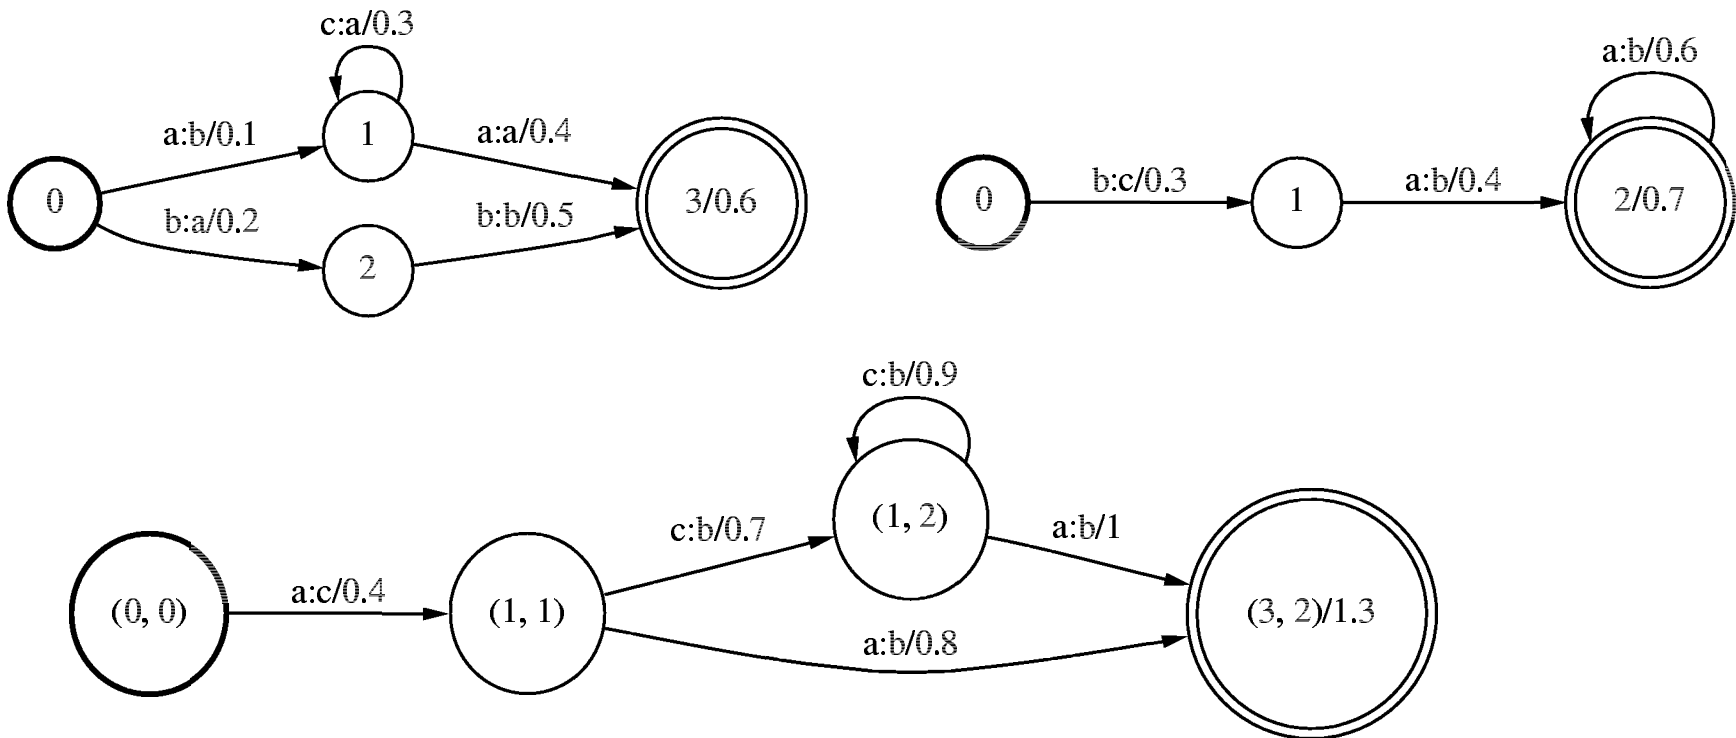 c:a/0.3
a:b/0.1
1
a:a/0.4
0
3/0.6
b:a/0.2
2
b:b/0.5
a:b/0.6
0
b:c/0.3
1
a:b/0.4
2/0.7
c:b/0.9
(1, 2)
c:b/0.7
a:b/1
(0, 0)
a:c/0.4
(1, 1)
(3, 2)/1.3
a:b/0.8